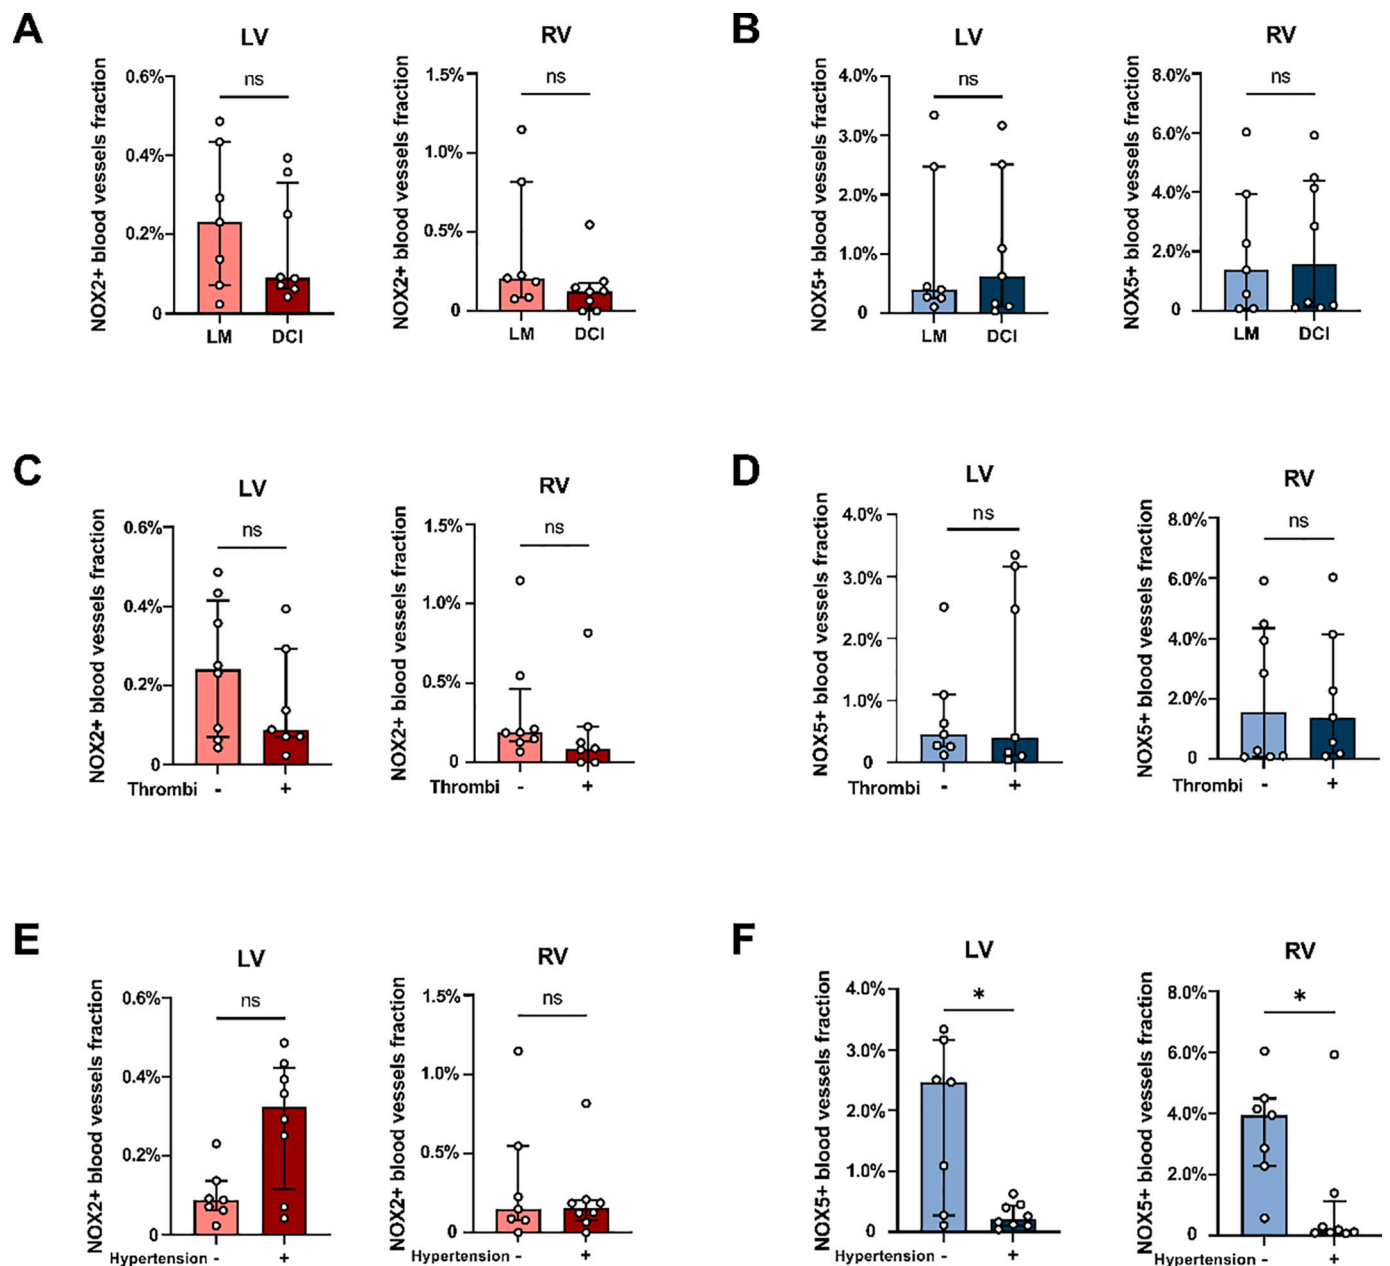 A
LV
NOX2+ blood vessels fraction
0.6%
0.4%
0.2%
0
ns
LM DCI
RV
NOX2+ blood vessels fraction
1.5%
1.0%
0.5%
0
ns
LM DCI
B
LV
NOX5+ blood vessels fraction
4.0%
3.0%
2.0%
1.0%
0
ns
LM DCI
RV
NOX5+ blood vessels fraction
8.0%
6.0%
4.0%
2.0%
0
ns
LM DCI
C
LV
NOX2+ blood vessels fraction
0.6%
0.4%
0.2%
0
ns
Thrombi - +
RV
NOX2+ blood vessels fraction
1.5%
1.0%
0.5%
0
ns
Thrombi - +
D
LV
NOX5+ blood vessels fraction
4.0%
3.0%
2.0%
1.0%
0
ns
Thrombi - +
RV
NOX5+ blood vessels fraction
8.0%
6.0%
4.0%
2.0%
0
ns
Thrombi - +
E
LV
NOX2+ blood vessels fraction
0.6%
0.4%
0.2%
0
ns
Hypertension - +
RV
NOX2+ blood vessels fraction
1.5%
1.0%
0.5%
0
ns
Hypertension - +
F
LV
NOX5+ blood vessels fraction
4.0%
3.0%
2.0%
1.0%
0
*
Hypertension - +
RV
NOX5+ blood vessels fraction
8.0%
6.0%
4.0%
2.0%
0
*
Hypertension - +